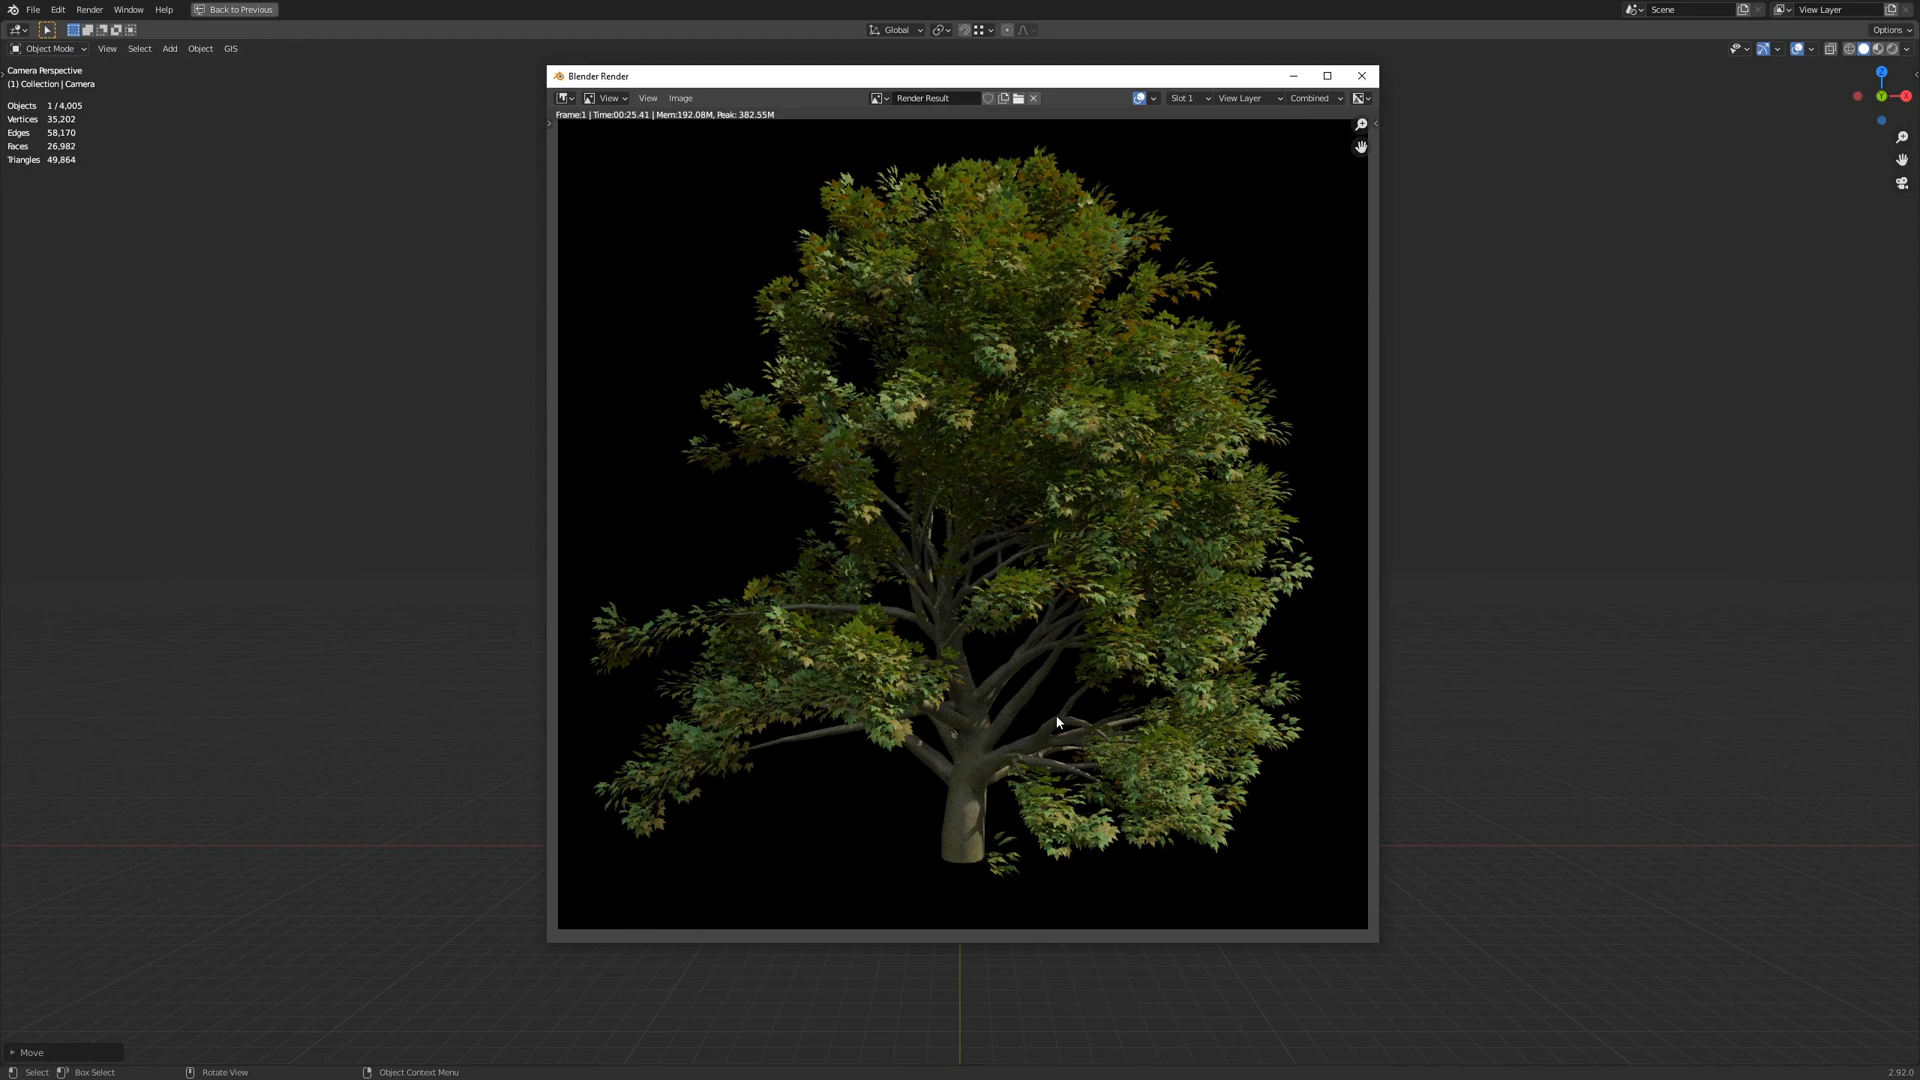 File Edit Render Window Help Back to Previous Scene View Layer
Global Options
Object Mode View Select Add Object GIS
Camera Perspective
(1) Collection | Camera
Objects 1 / 4,005
Vertices 35,202
Edges 58,170
Faces 26,982
Triangles 49,864
Blender Render
View View Image Render Result Slot 1 View Layer Combined
Frame:1 | Time:00:25.41 | Mem:192.08M, Peak: 382.55M
Z
Y
X
Move
Select Box Select Rotate View Object Context Menu 2.92.0